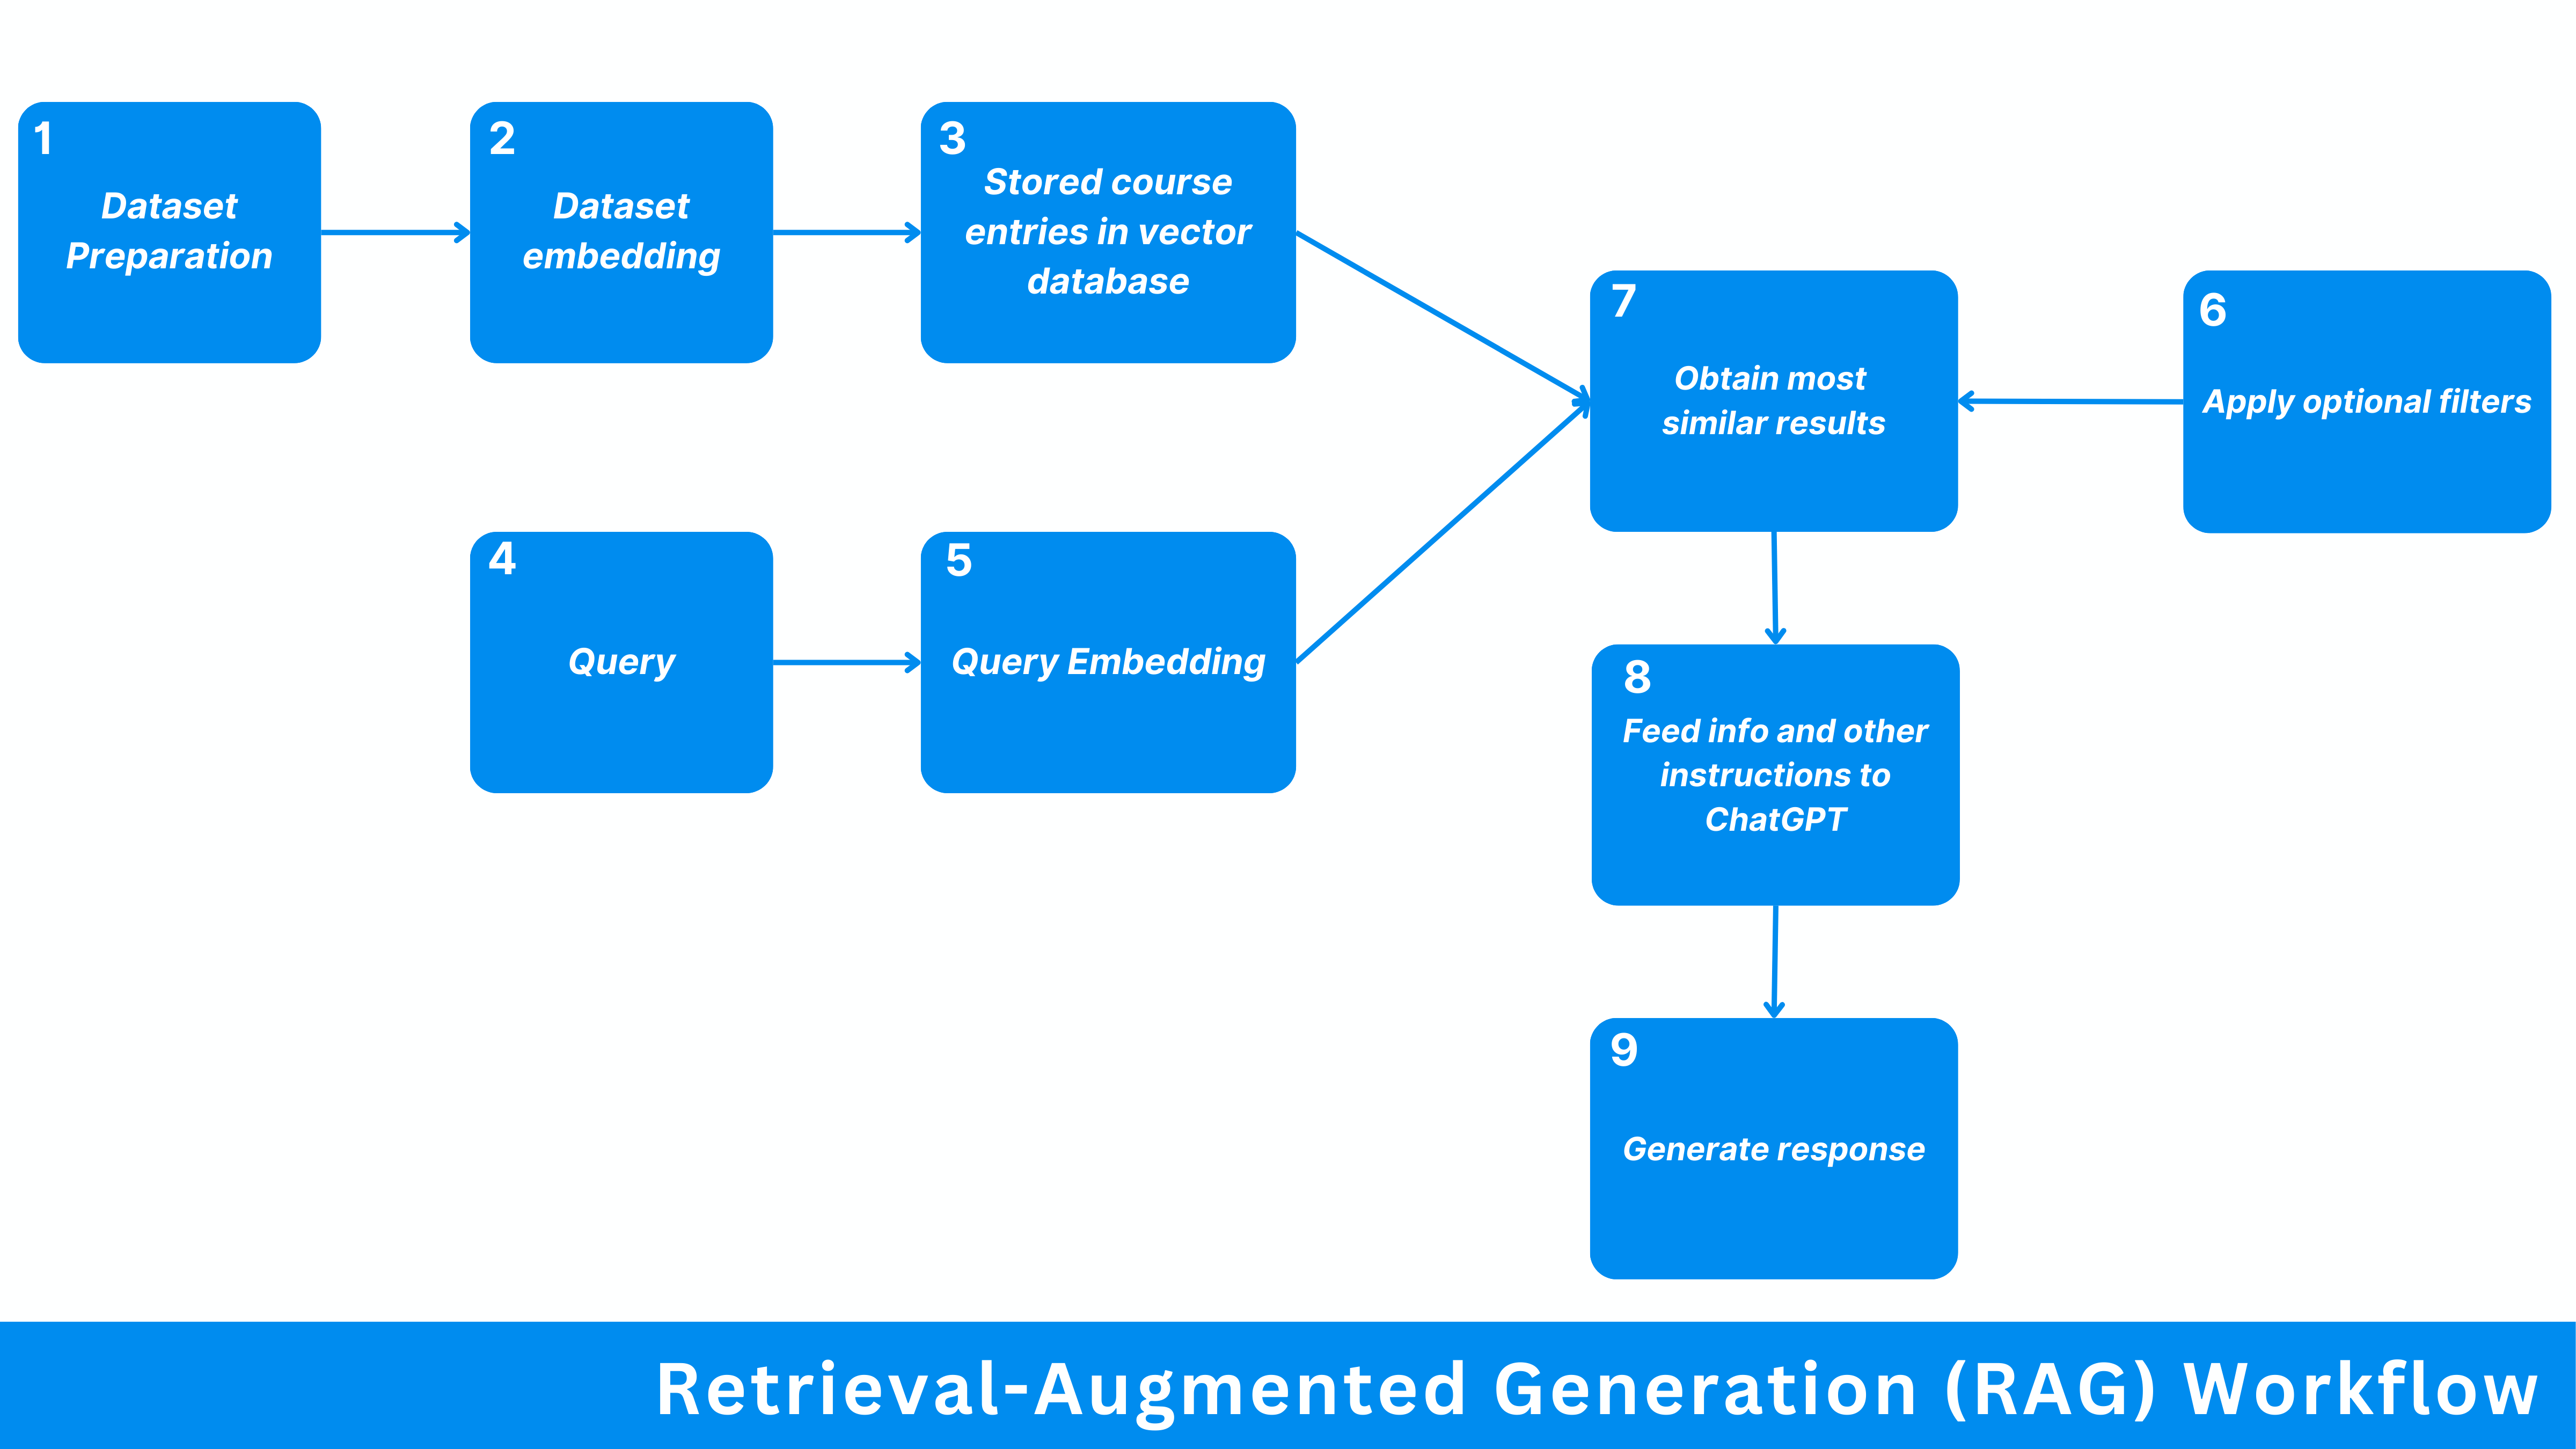 1
Dataset
Preparation
2
Dataset
embedding
3
Stored course
entries in vector
database
4
Query
5
Query Embedding
6
Apply optional filters
7
Obtain most
similar results
8
Feed info and other
instructions to
ChatGPT
9
Generate response
Retrieval-Augmented Generation (RAG) Workflow